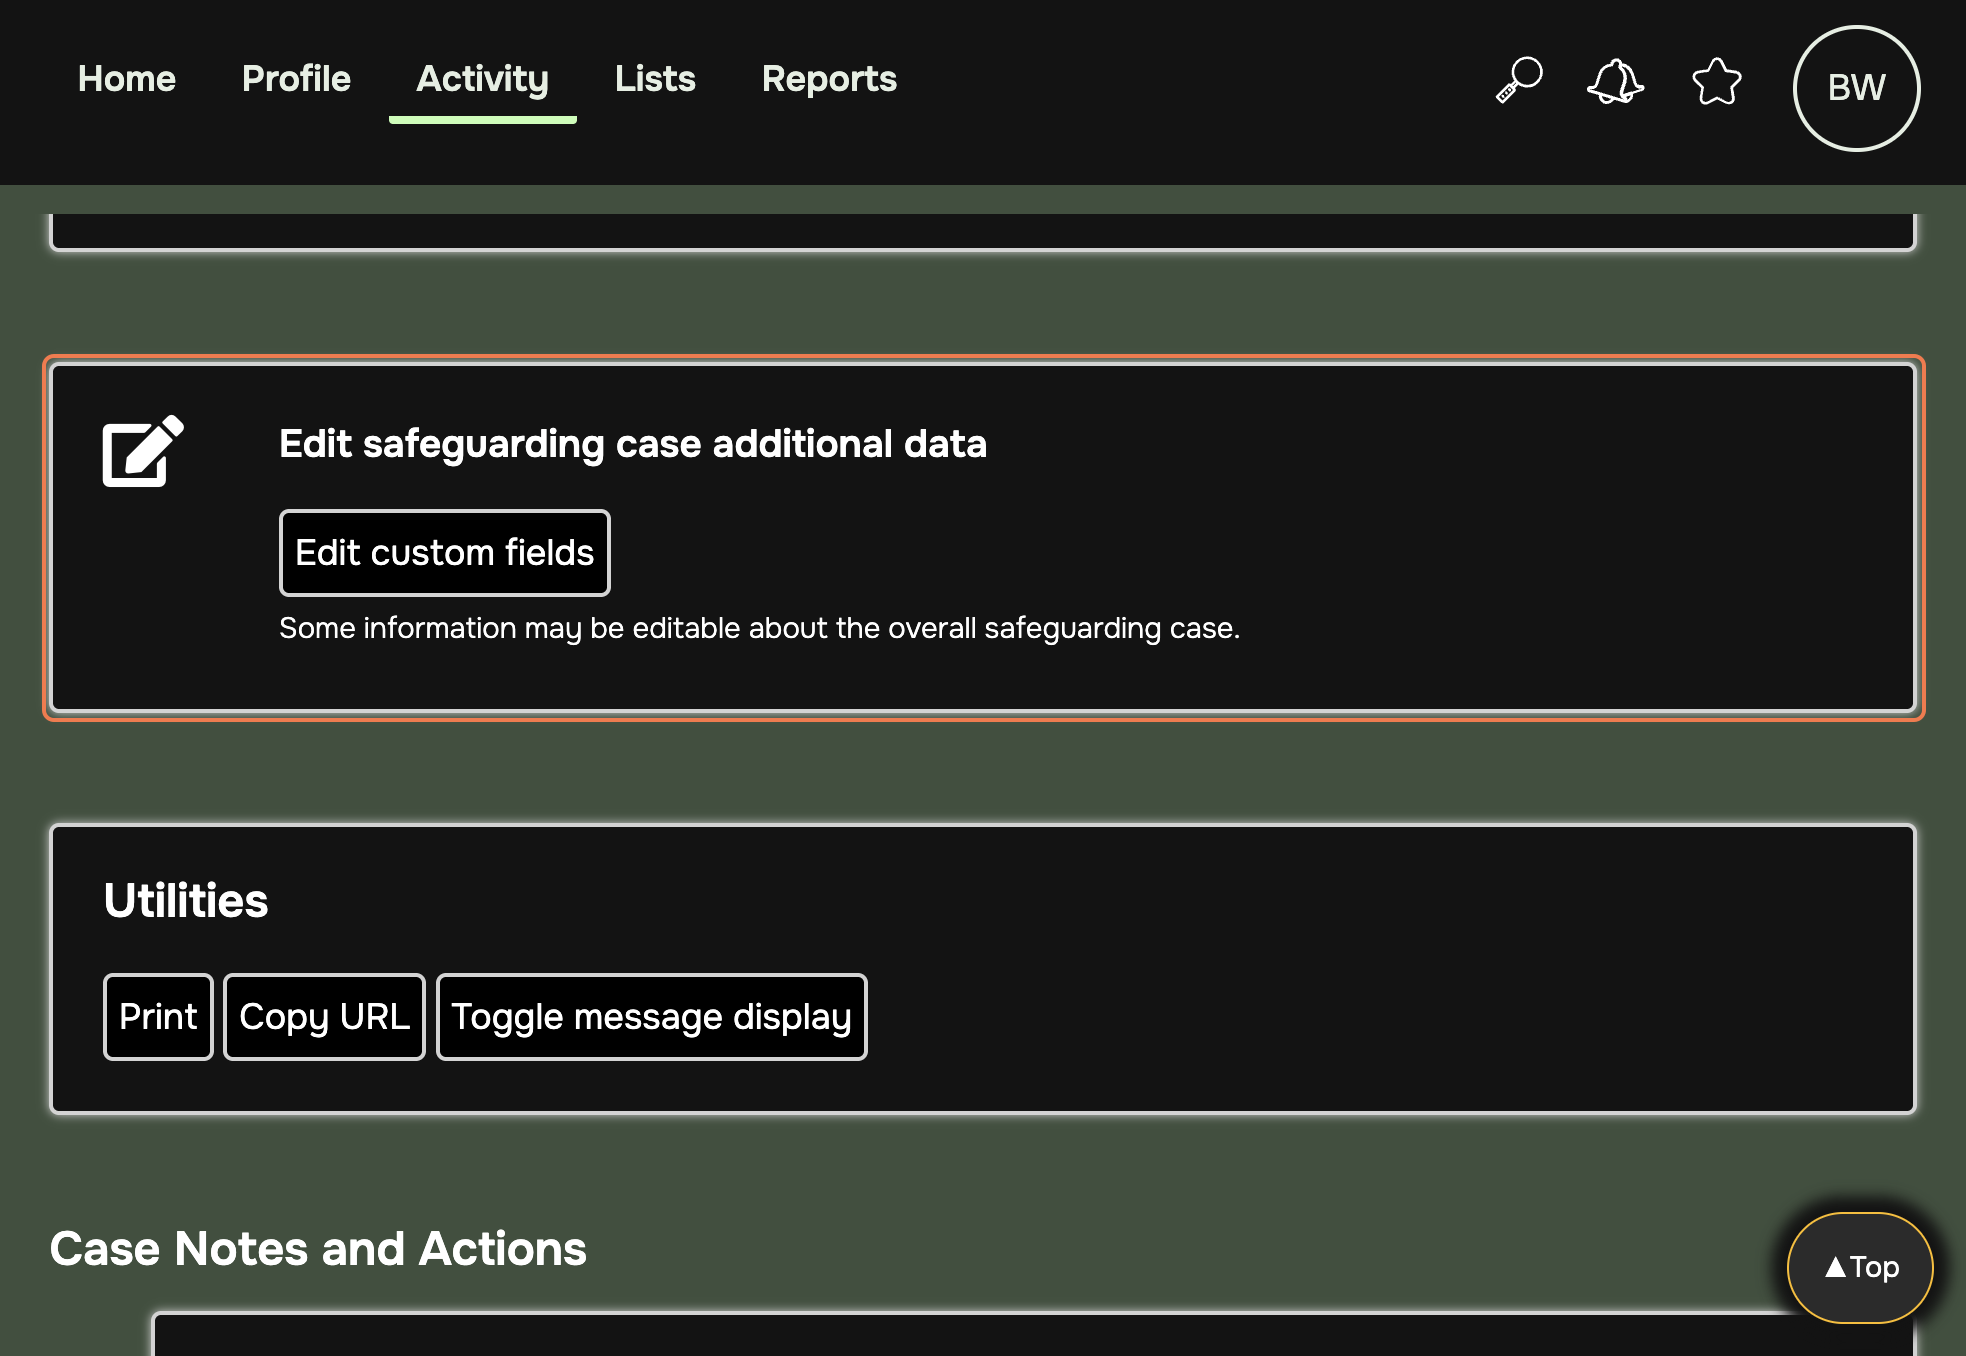 Home Profile Activity Lists Reports BW
Edit safeguarding case additional data
Edit custom fields
Some information may be editable about the overall safeguarding case.
Utilities
Print Copy URL Toggle message display
Case Notes and Actions
▲Top